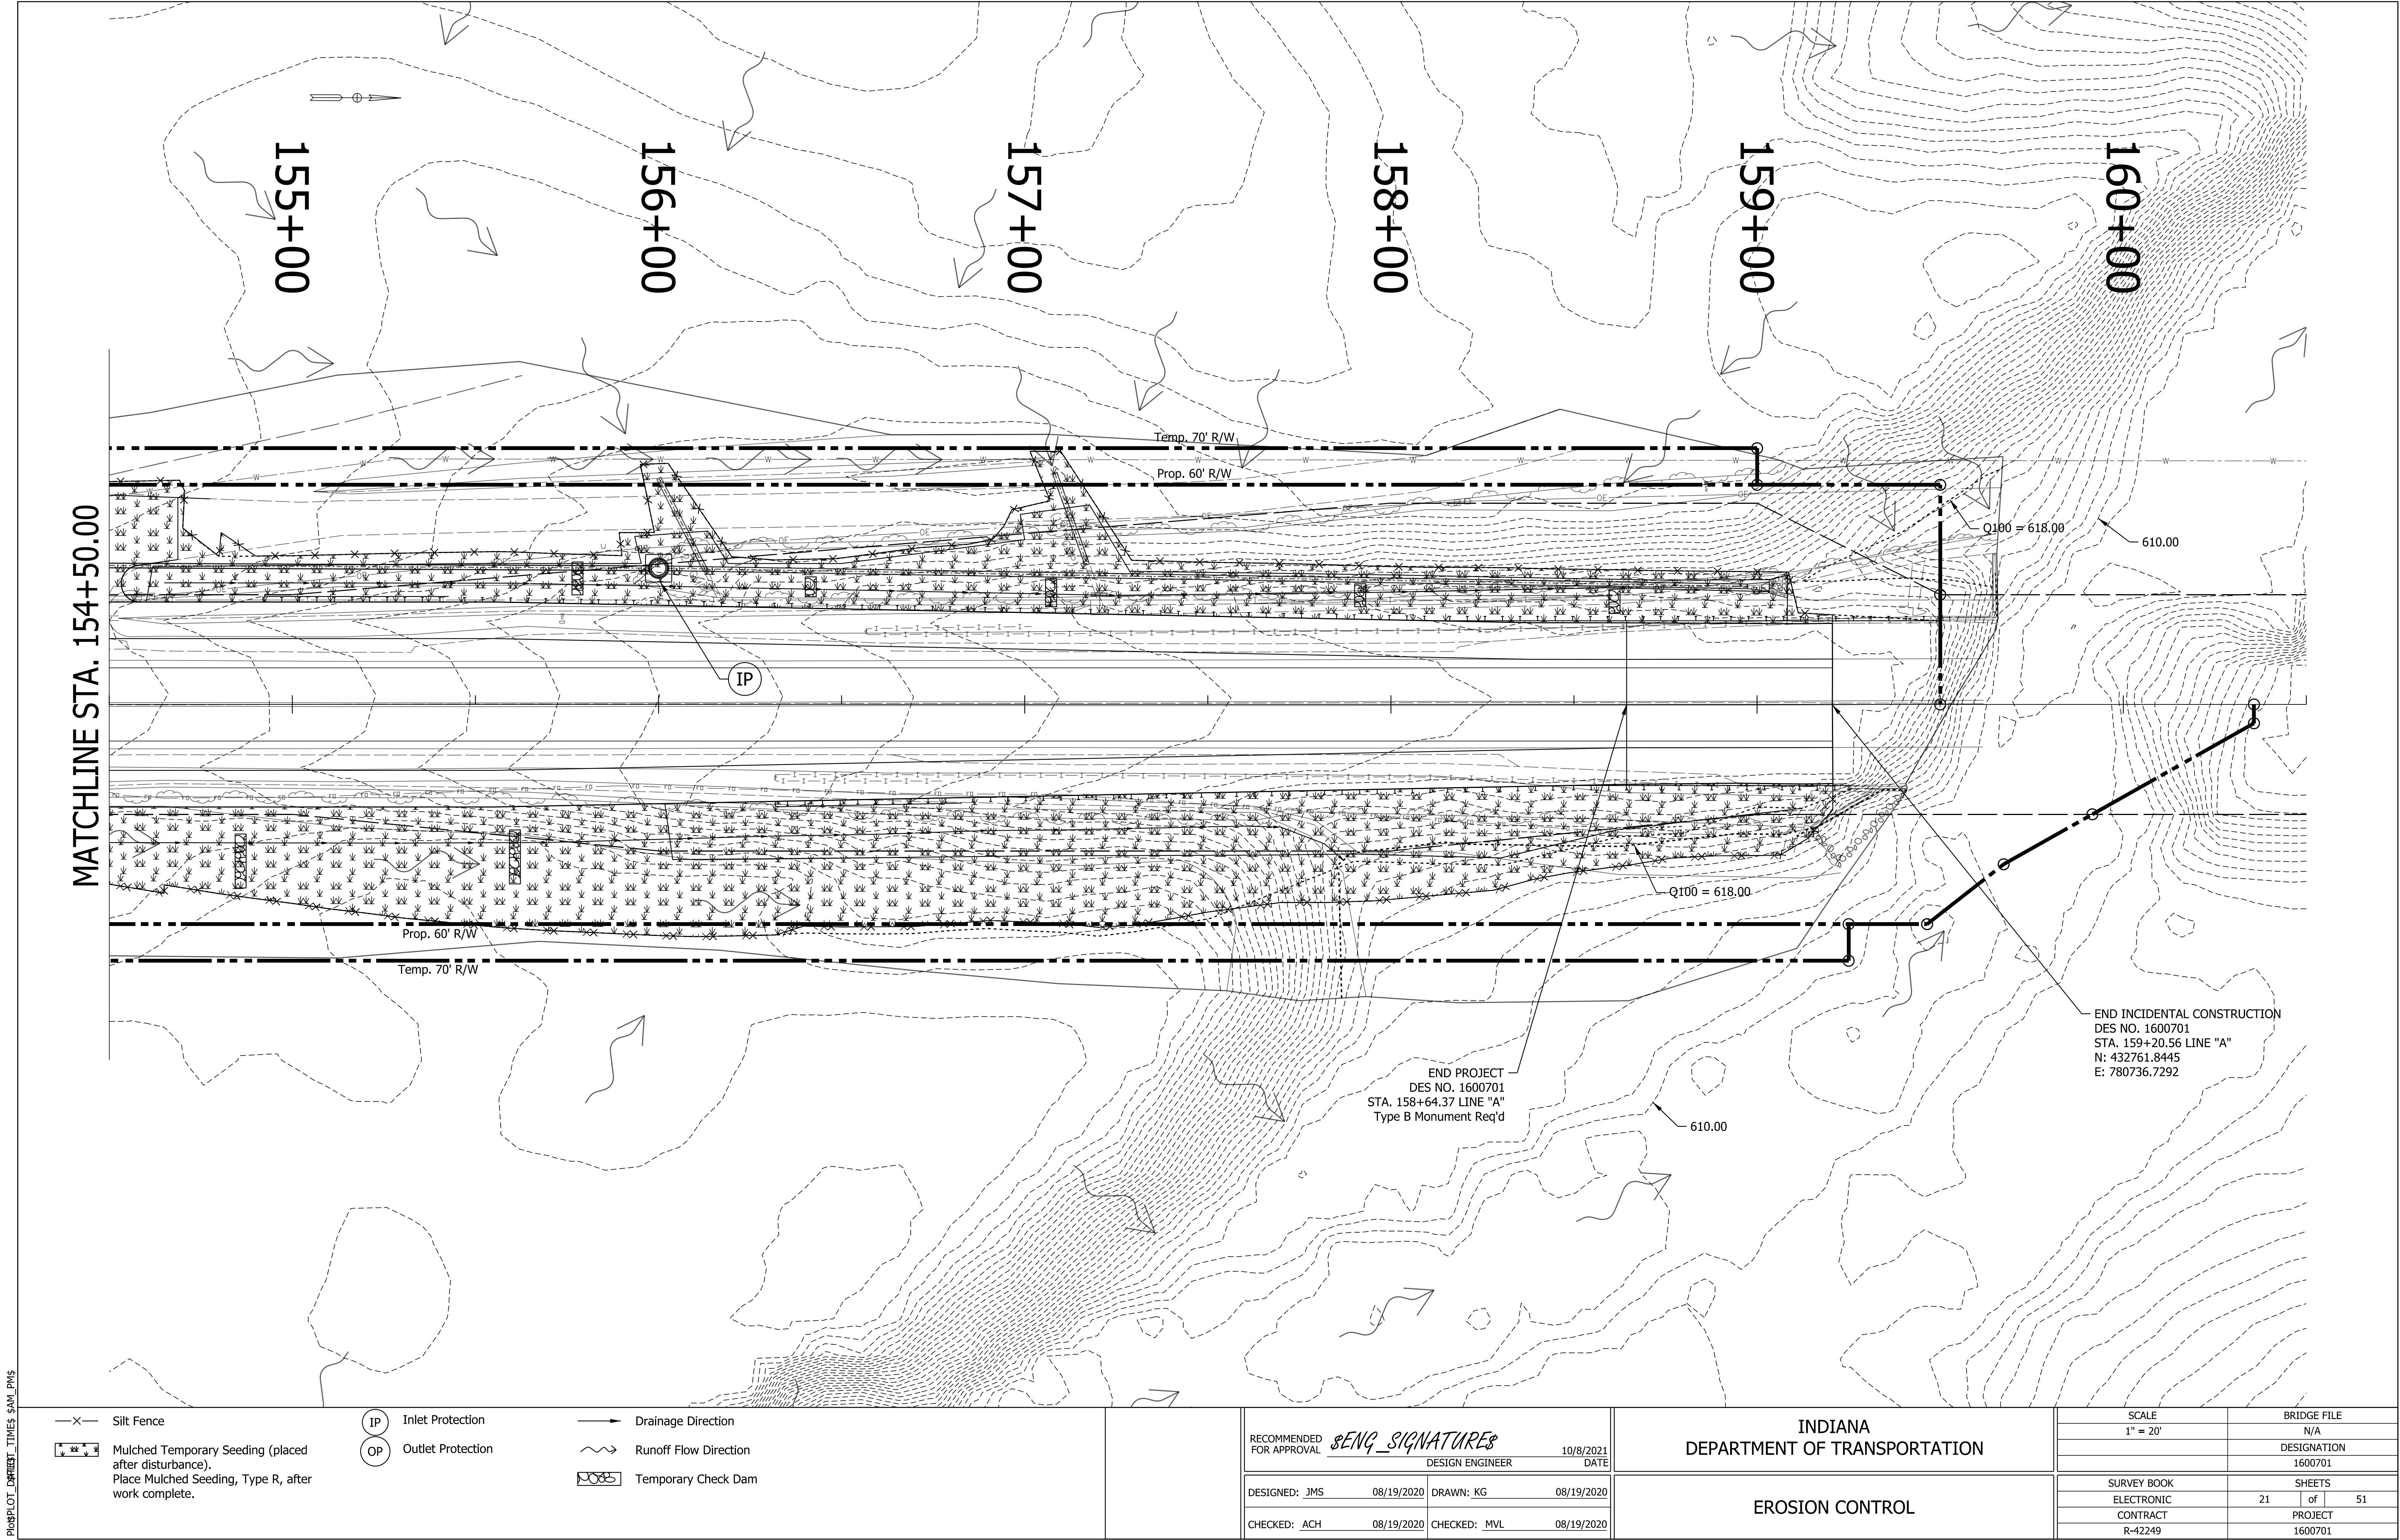 155+00
156+00
157+00
158+00
159+00
160+00
MATCHLINE STA. 154+50.00
Temp. 70' R/W
Prop. 60' R/W
Q100 = 618.00
610.00
IP
Q100 = 618.00
Prop. 60' R/W
Temp. 70' R/W
END INCIDENTAL CONSTRUCTION
DES NO. 1600701
STA. 159+20.56 LINE "A"
N: 432761.8445
E: 780736.7292
END PROJECT
DES NO. 1600701
STA. 158+64.37 LINE "A"
Type B Monument Req'd
610.00
Silt Fence
Mulched Temporary Seeding (placed
after disturbance).
Place Mulched Seeding, Type R, after
work complete.
IP Inlet Protection
OP Outlet Protection
Drainage Direction
Runoff Flow Direction
Temporary Check Dam
RECOMMENDED
FOR APPROVAL $ENG_SIGNATURE$ 10/8/2021
DESIGN ENGINEER DATE
DESIGNED: JMS 08/19/2020 DRAWN: KG 08/19/2020
CHECKED: ACH 08/19/2020 CHECKED: MVL 08/19/2020
INDIANA
DEPARTMENT OF TRANSPORTATION
EROSION CONTROL
SCALE
1" = 20'
BRIDGE FILE
N/A
DESIGNATION
1600701
SURVEY BOOK
ELECTRONIC
SHEETS
21 of 51
CONTRACT
R-42249
PROJECT
1600701